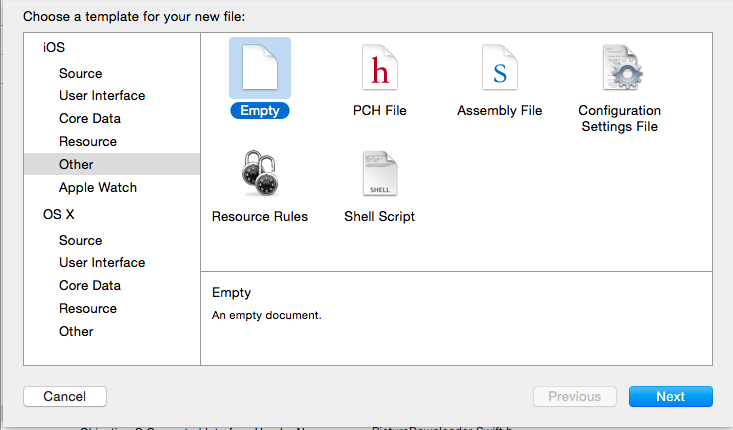 Choose a template for your new file:
iOS
Source
User Interface
Core Data
Resource
Other
Apple Watch
OS X
Source
User Interface
Core Data
Resource
Other
Empty
PCH File
Assembly File
Configuration
Settings File
Resource Rules
SHELL
Shell Script
Empty
An empty document.
Cancel
Previous
Next